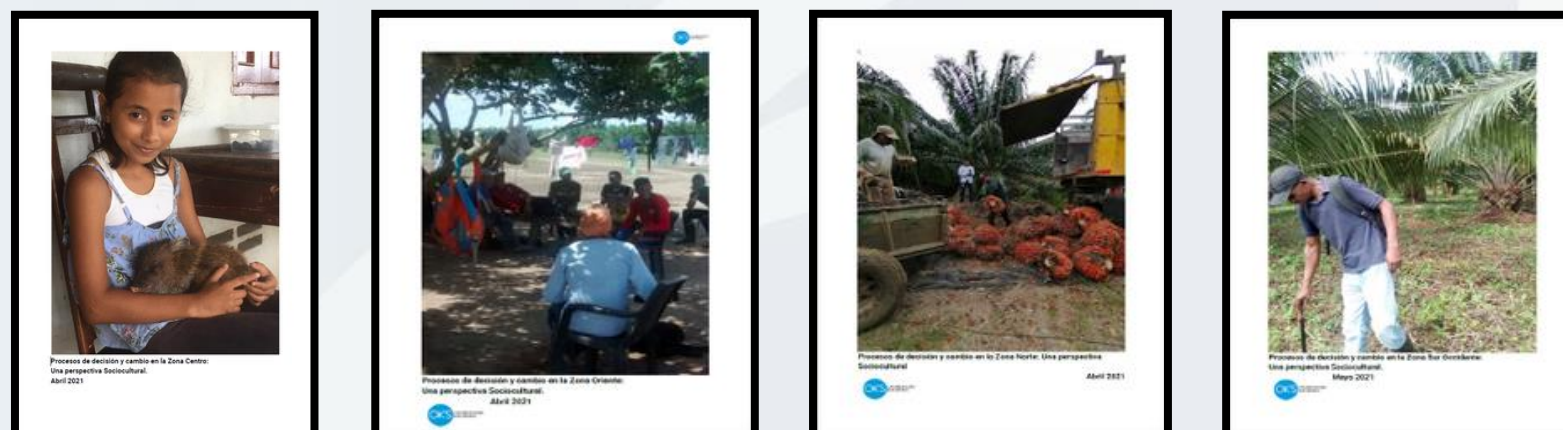 Procesos de decisión y cambio en la Zona Centro:
Una perspectiva Sociocultural.
Abril 2021
Procesos de decisión y cambio en la Zona Oriente:
Una perspectiva Sociocultural.
Abril 2021
Procesos de decisión y cambio en la Zona Norte: Una perspectiva
Sociocultural
Abril 2021
Procesos de decisión y cambio en la Zona Sur Occidente:
Una perspectiva Sociocultural.
Mayo 2021